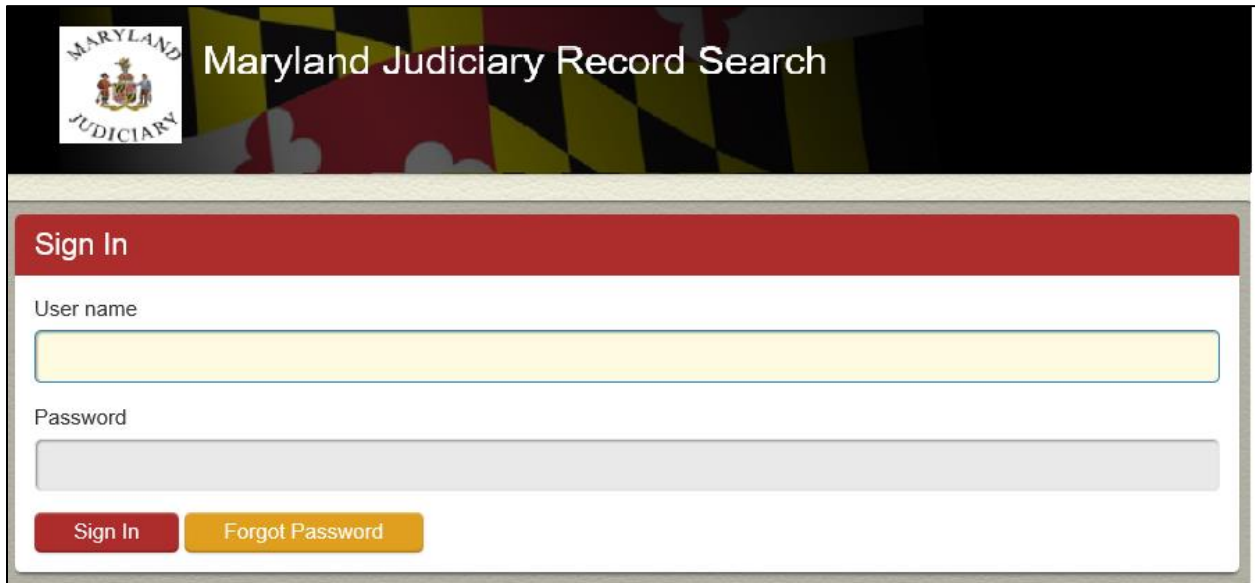 MARYLAND
JUDICIARY
Maryland Judiciary Record Search
Sign In
User name
Password
Sign In
Forgot Password